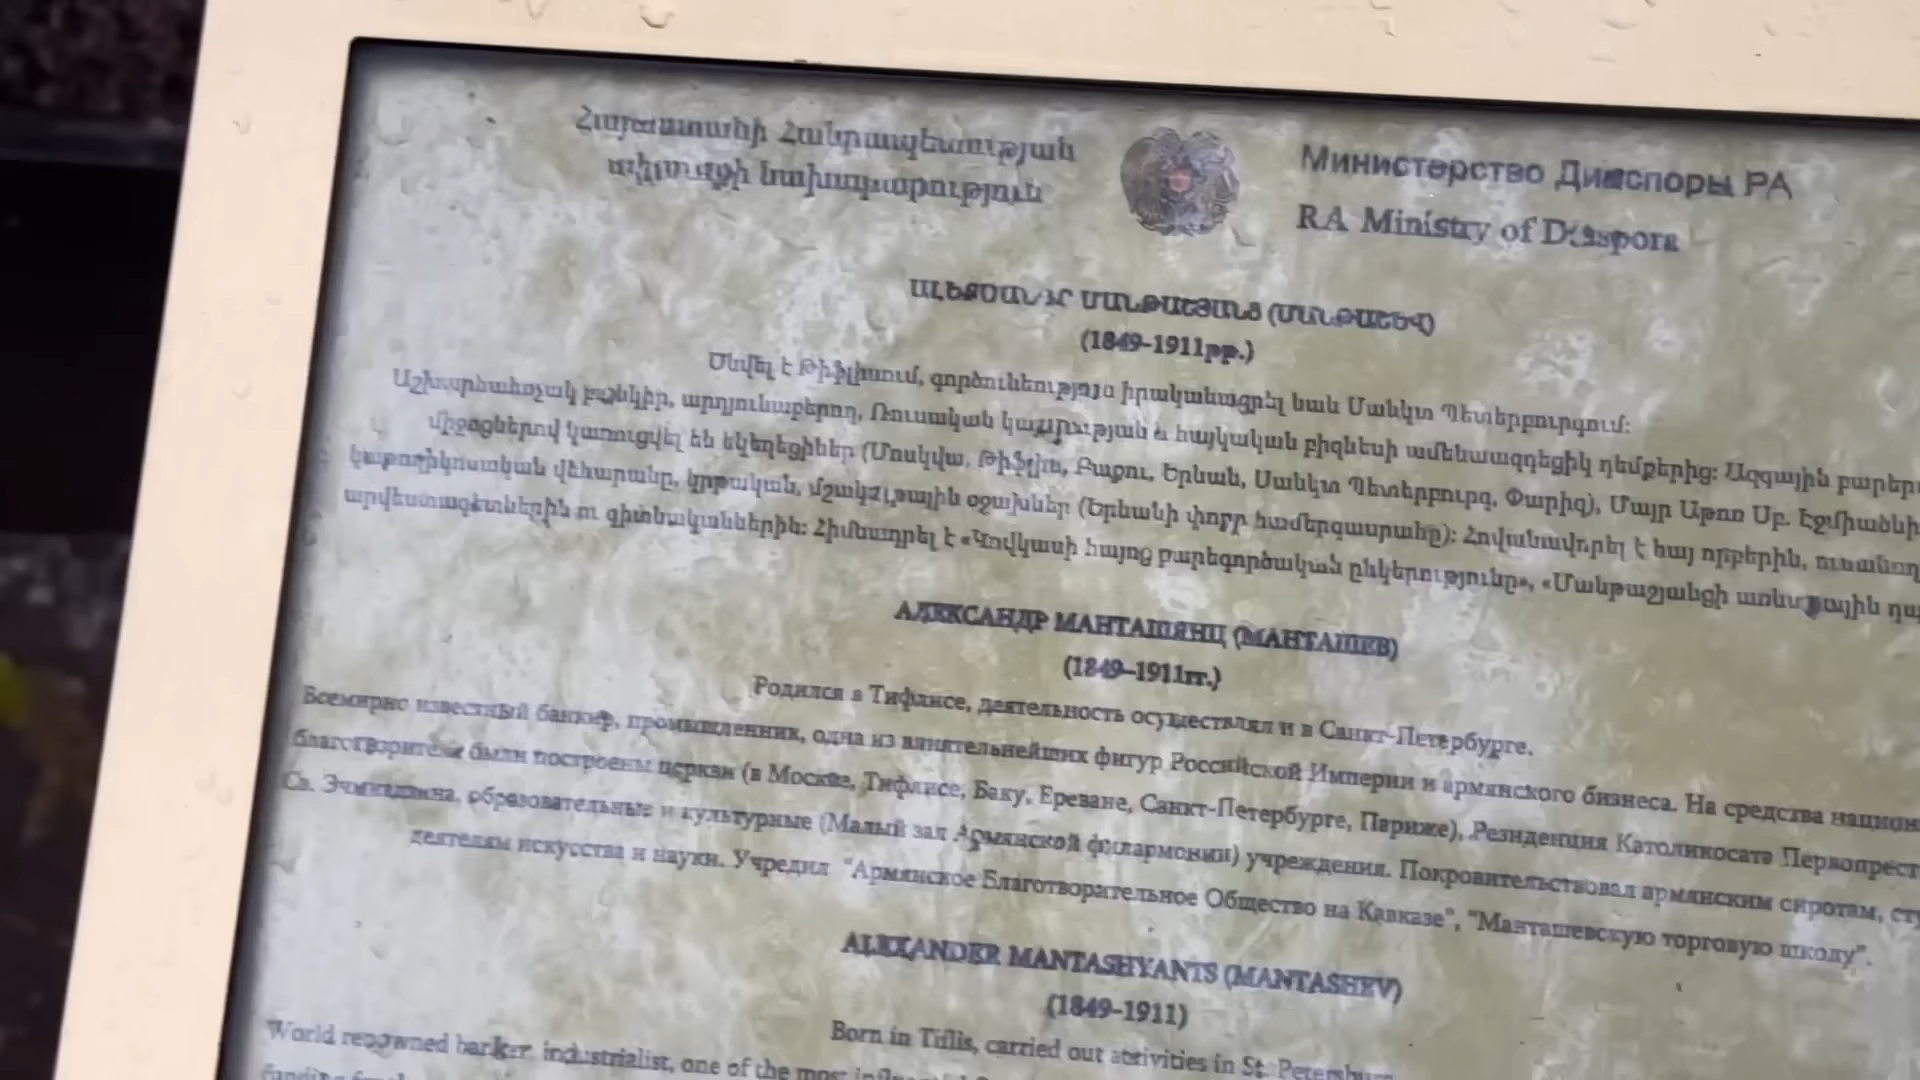 Հայաստանի Հանրապետության
սփյուռքի նախարարություն
Министерство Диаспоры РА
RA Ministry of Diaspora
ԱԼԵՔՍԱՆԴՐ ՄԱՆԹԱՇՅԱՆՑ (ՄԱՆԹԱՇԵՎ)
(1849-1911թթ.)
Ծնվել է Թիֆլիսում, գործունեությունը իրականացրել նաև Սանկտ Պետերբուրգում:
Աշխարհահռչակ բանկիր, արդյունաբերող, Ռուսական կայսրության և հայկական բիզնեսի ամենաազդեցիկ դեմքերից: Ազգային
միջոցներով կառուցվել են եկեղեցիներ (Մոսկվա, Թիֆլիս, Բաքու, Երևան, Սանկտ Պետերբուրգ, Փարիզ), Մայր Աթոռ Սբ.
կաթողիկոսական վեհարանը, կրթական, մշակութային օջախներ (Երևանի փոքր համերգասրահը): Հովանավորել է հայ որբերին,
արվեստագետներին ու գիտնականներին: Հիմնադրել է «Կովկասի հայոց բարեգործական ընկերությունը», «Մանթաշյանցի առևտրային
АЛЕКСАНДР МАНТАШЯНЦ (МАНТАШЕВ)
(1849–1911гг.)
Родился в Тифлисе, деятельность осуществлял и в Санкт-Петербурге.
Всемирно известный банкир, промышленник, одна из влиятельнейших фигур Российской Империи и армянского бизнеса. На средства
благотворителя были построены церкви (в Москве, Тифлисе, Баку, Ереване, Санкт-Петербурге, Париже), Резиденция Католикосата
Св. Эчмиадзина, образовательные и культурные (Малый зал Армянской филармонии) учреждения. Покровительствовал армянским сиротам,
деятелям искусства и науки. Учредил "Армянское Благотворительное Общество на Кавказе", "Манташевскую торговую школу".
ALEXANDER MANTASHYANTS (MANTASHEV)
(1849-1911)
Born in Tiflis, carried out activities in St. Petersburg
World renowned banker, industrialist, one of the most